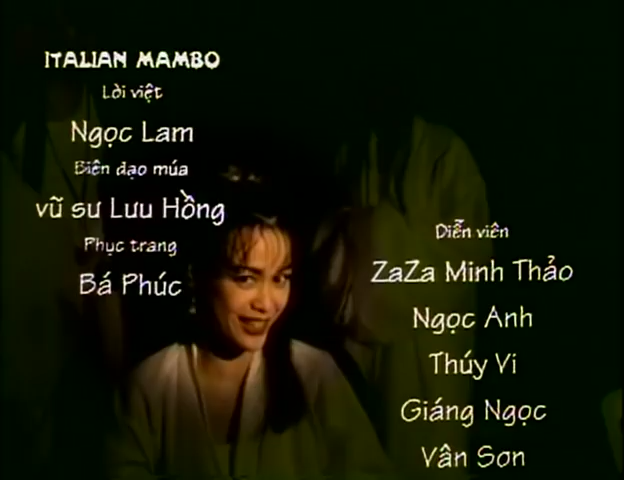 ITALIAN MAMBO
Lời việt
Ngọc Lam
Biên đạo múa
vũ sư Lưu Hồng
Phục trang
Bá Phúc
Diễn viên
ZaZa Minh Thảo
Ngọc Anh
Thúy Vi
Giáng Ngọc
Vân Sơn